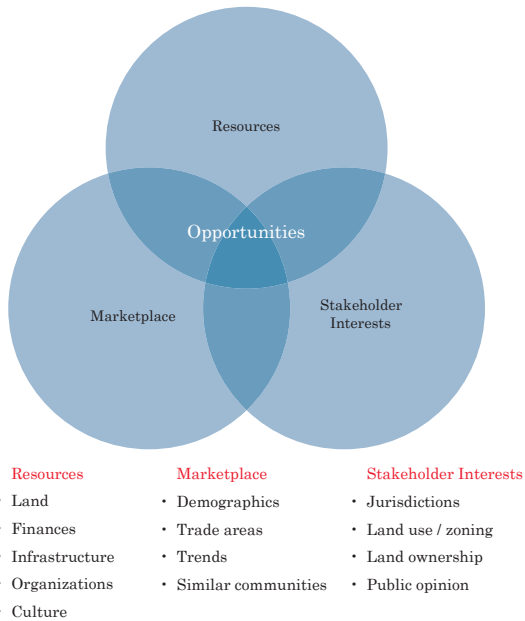 Resources
Opportunities
Marketplace
Stakeholder
Interests
Resources
· Land
· Finances
· Infrastructure
· Organizations
· Culture
Marketplace
· Demographics
· Trade areas
· Trends
· Similar communities
Stakeholder Interests
· Jurisdictions
· Land use / zoning
· Land ownership
· Public opinion